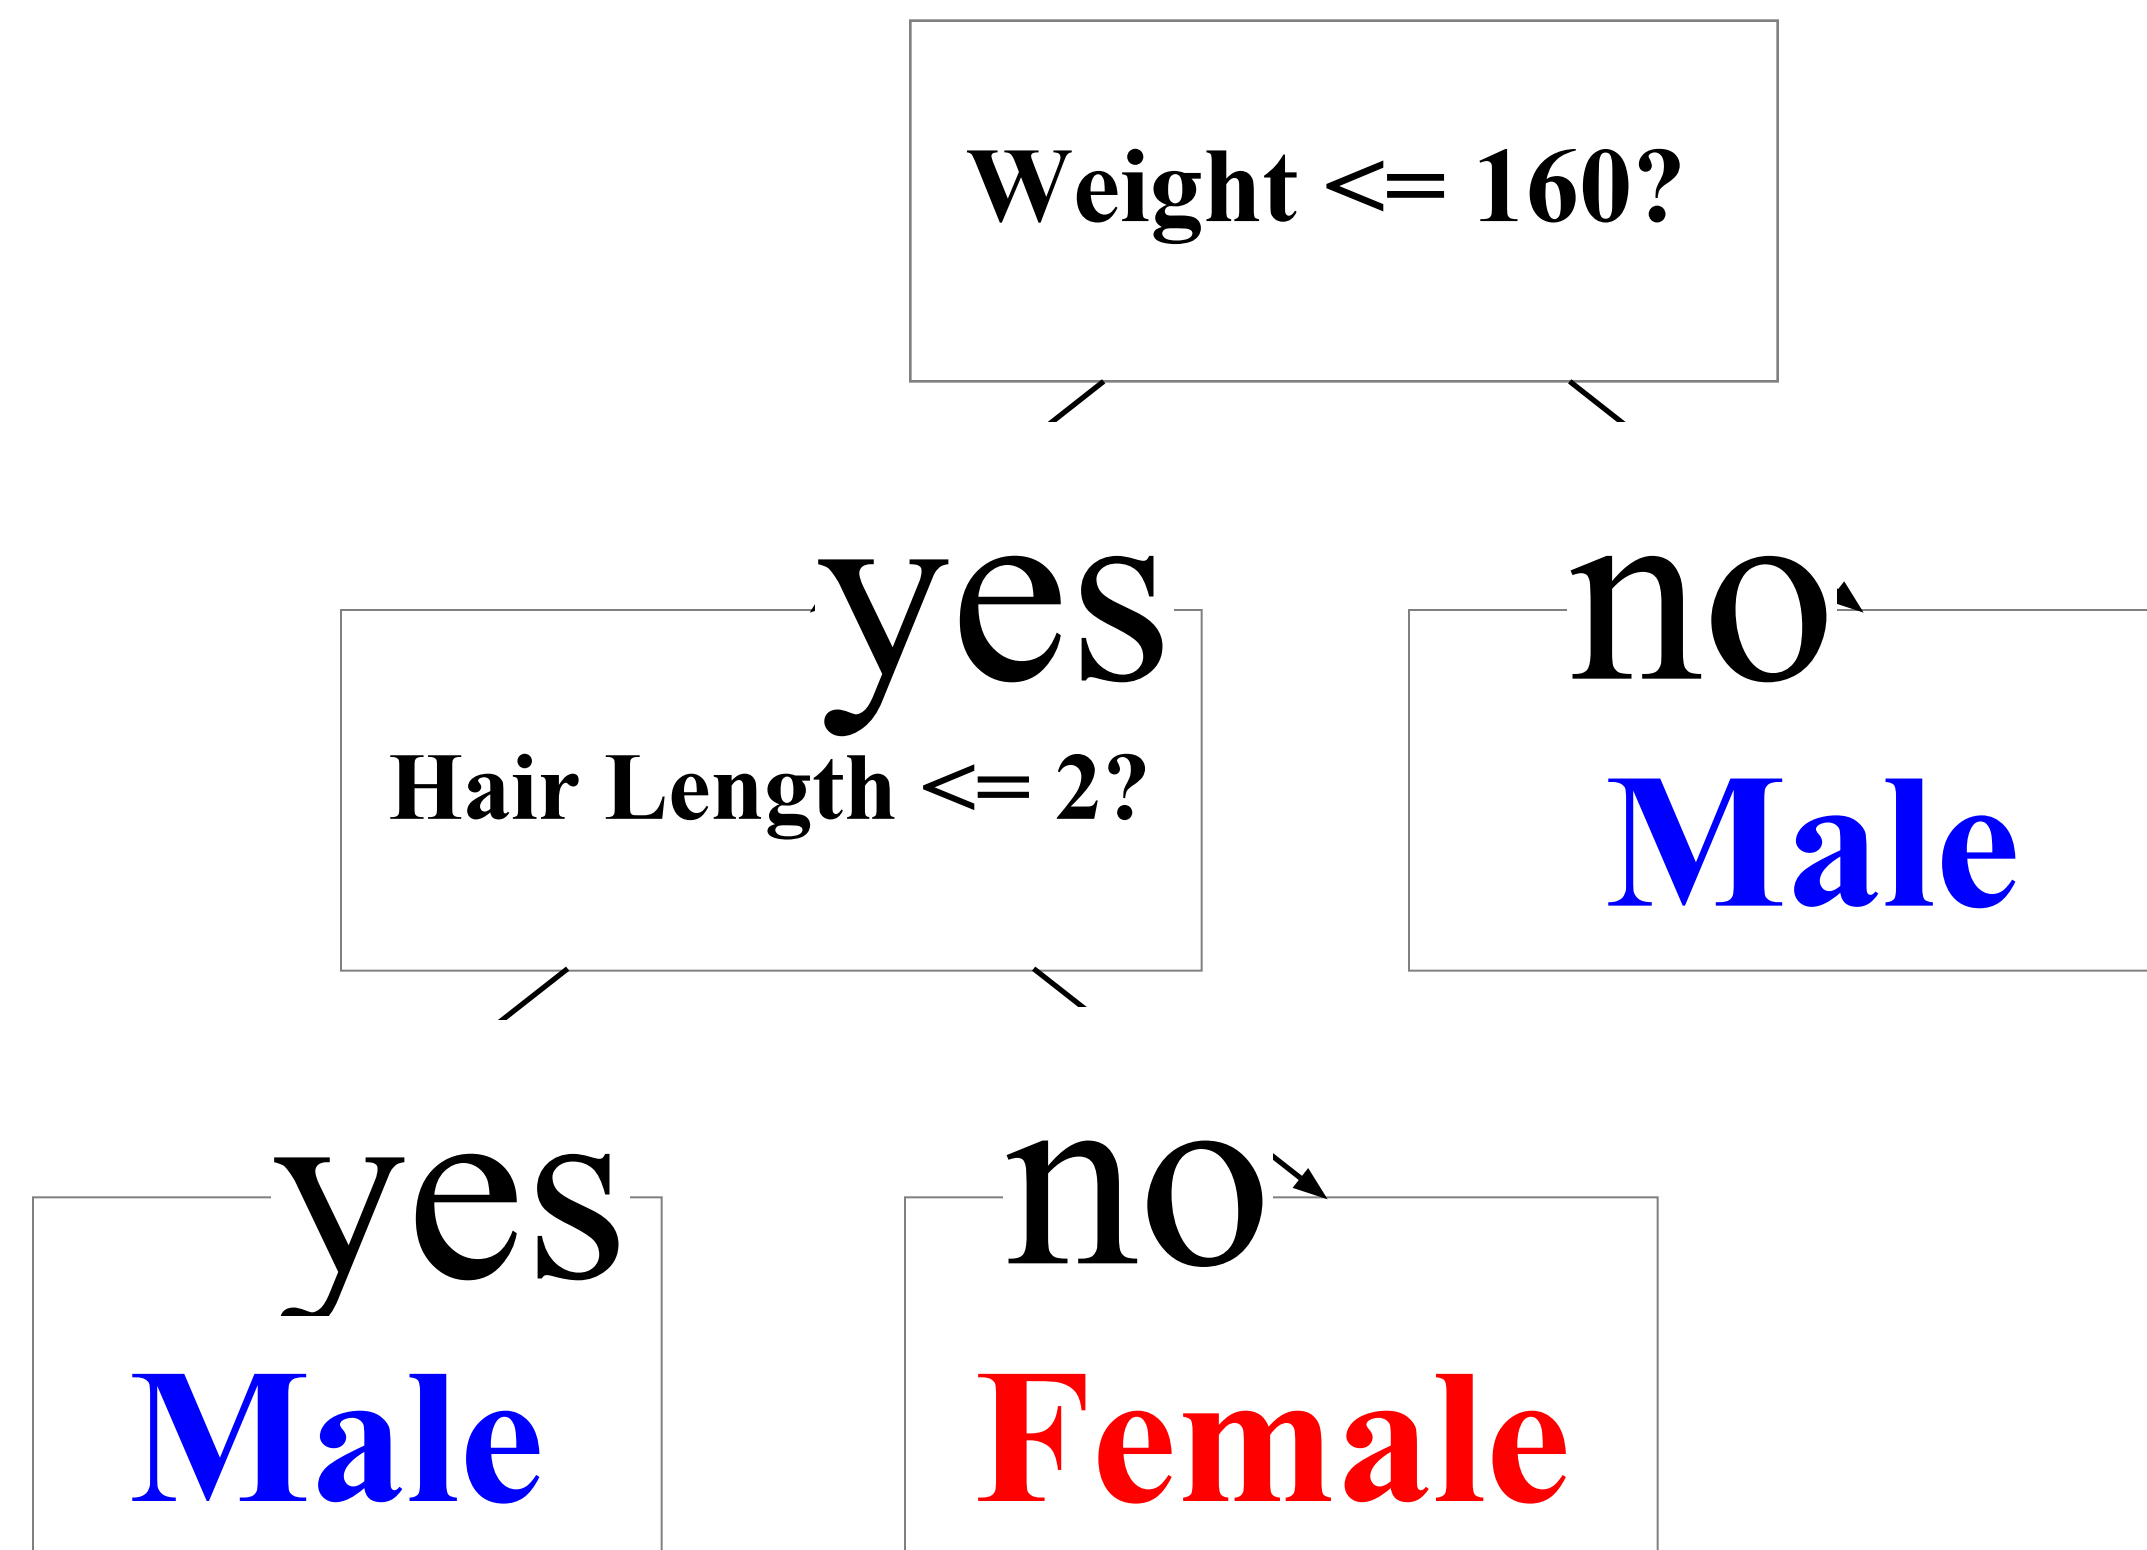 Weight <= 160?
yes
no
Hair Length <= 2?
Male
yes
no
Male
Female